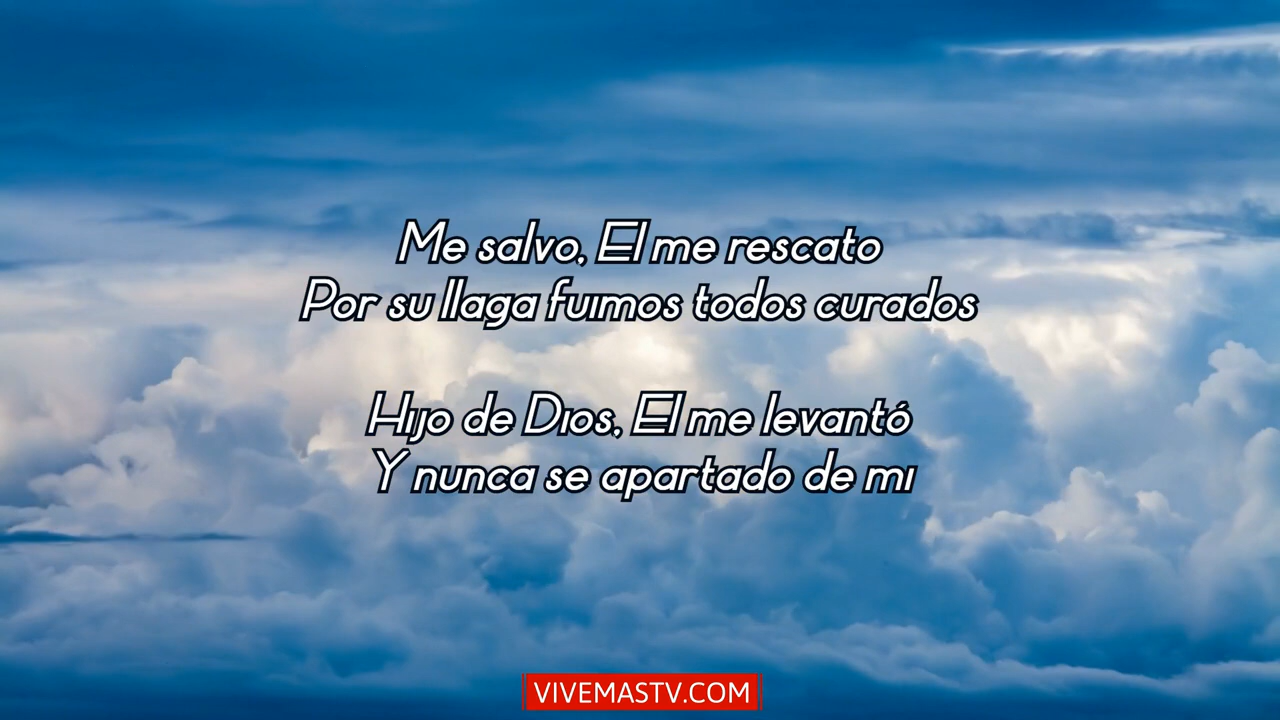 Me salvo, El me rescato
Por su llaga fuimos todos curados
Hijo de Dios, El me levantó
Y nunca se apartado de mi
VIVEMASTV.COM